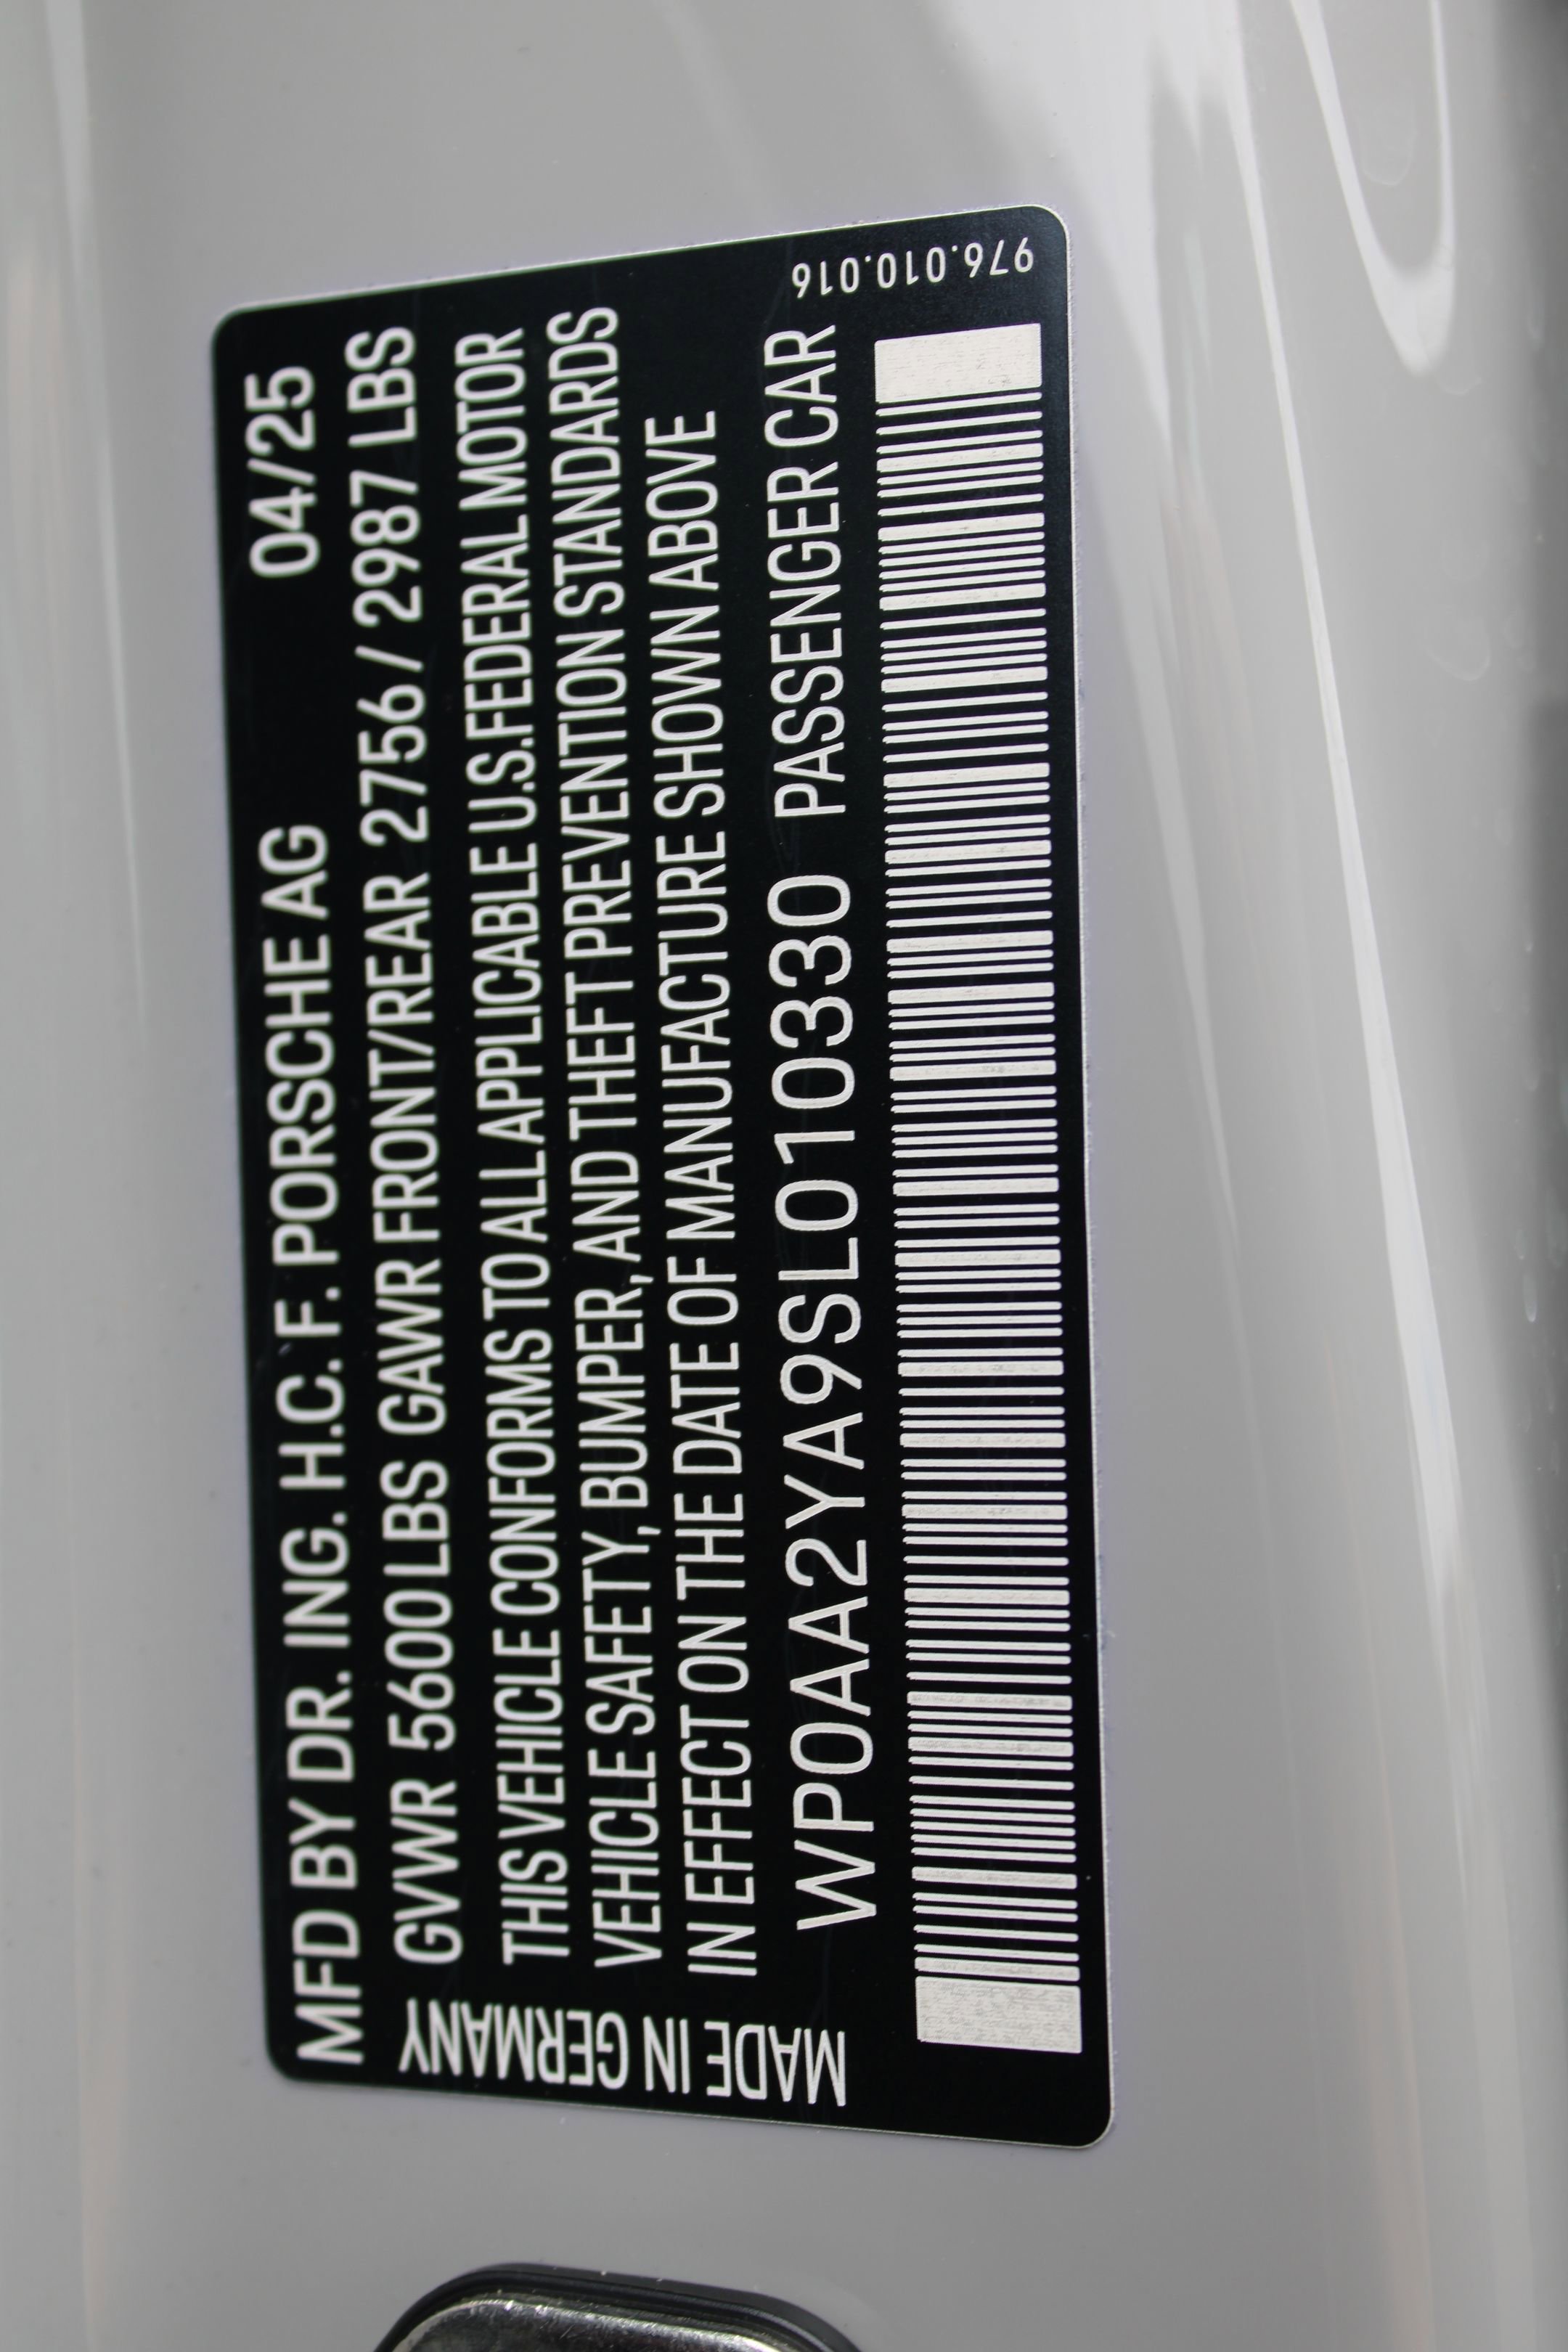 MFD BY DR. ING. H.C. F. PORSCHE AG 04/25
GVWR 5600 LBS GAWR FRONT/REAR 2756 / 2987 LBS
THIS VEHICLE CONFORMS TO ALL APPLICABLE U.S.FEDERAL MOTOR
VEHICLE SAFETY, BUMPER, AND THEFT PREVENTION STANDARDS
IN EFFECT ON THE DATE OF MANUFACTURE SHOWN ABOVE
WP0AA2YA9SL010330 PASSENGER CAR
MADE IN GERMANY
976.010.016